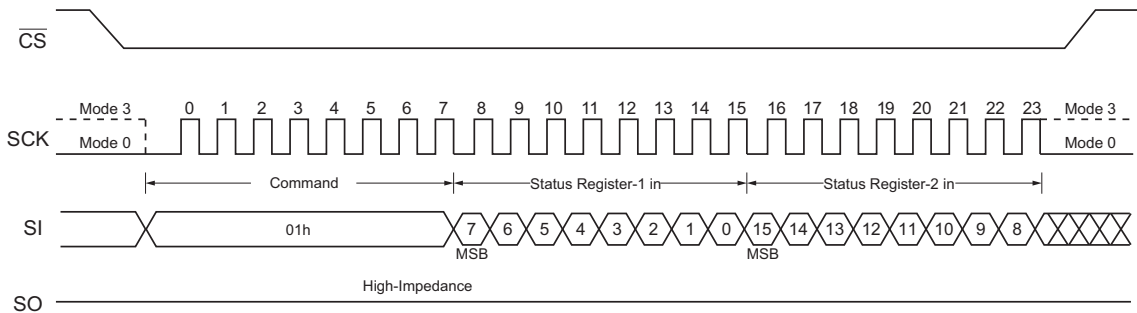 CS
Mode 3 0 1 2 3 4 5 6 7 8 9 10 11 12 13 14 15 16 17 18 19 20 21 22 23 Mode 3
SCK
Mode 0 Mode 0
Command Status Register-1 in Status Register-2 in
SI 01h 7 6 5 4 3 2 1 0 15 14 13 12 11 10 9 8
MSB MSB
High-Impedance
SO